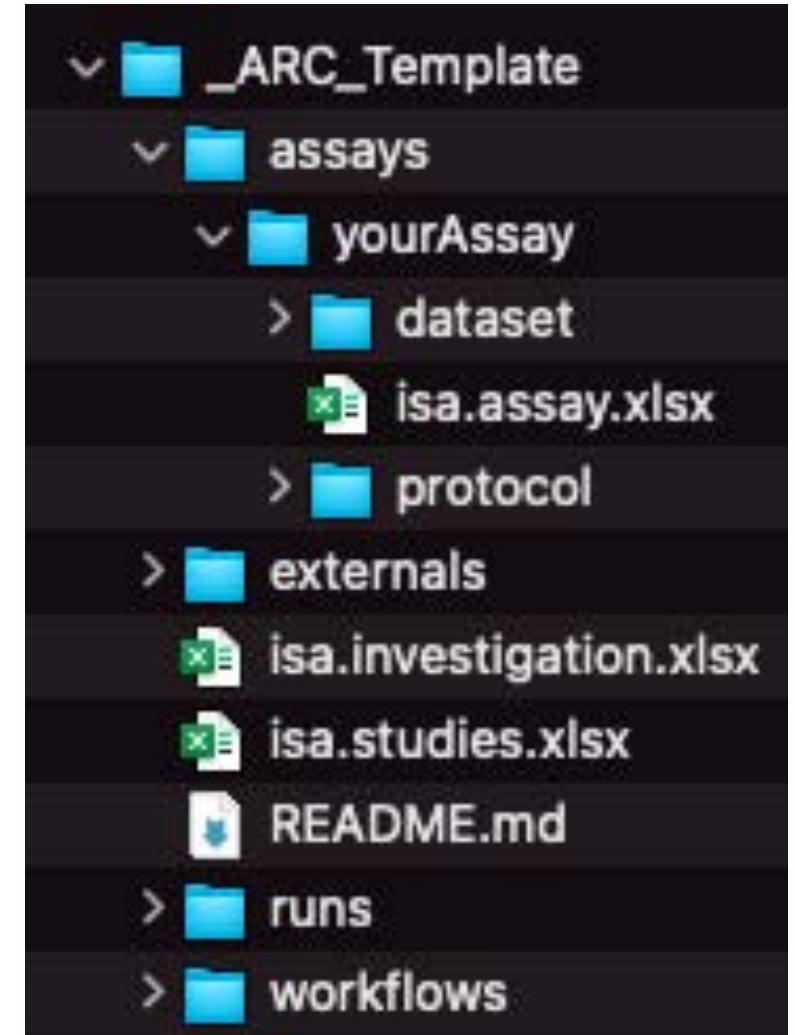 _ARC_Template
assays
yourAssay
dataset
isa.assay.xlsx
protocol
externals
isa.investigation.xlsx
isa.studies.xlsx
README.md
runs
workflows